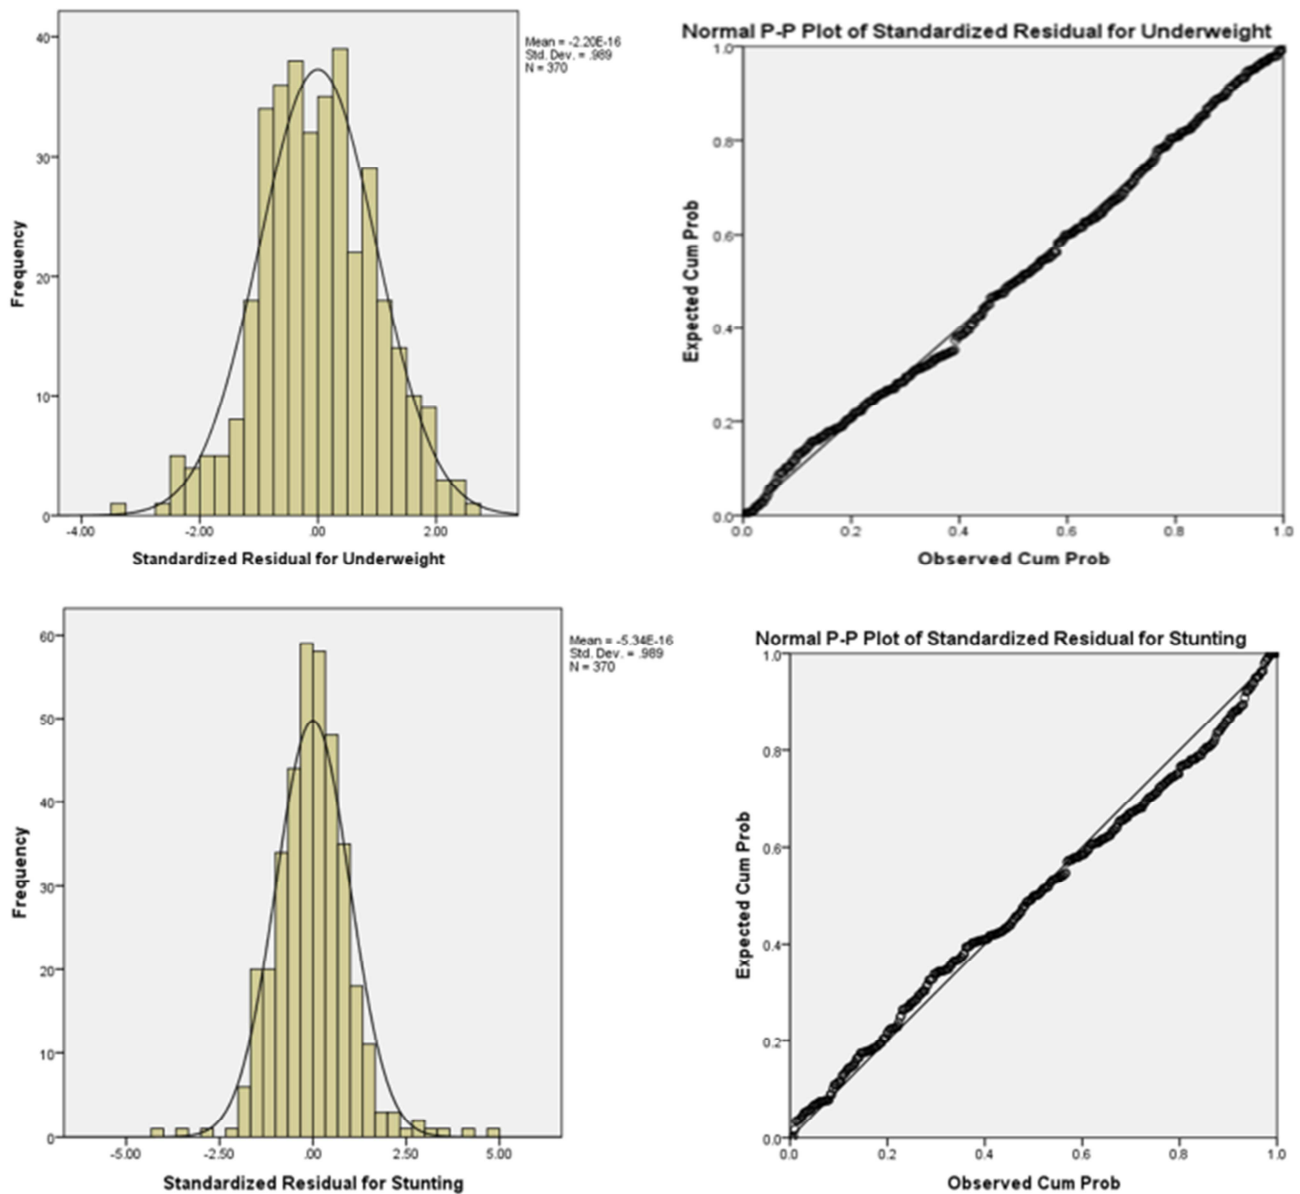 Mean = -2.20E-16
Std. Dev. = .989
N = 370
40
30
20
10
0
Frequency
-4.00 -2.00 .00 2.00
Standardized Residual for Underweight
Normal P-P Plot of Standardized Residual for Underweight
1.0
0.8
0.6
0.4
0.2
0.0
Expected Cum Prob
0.0 0.2 0.4 0.6 0.8 1.0
Observed Cum Prob
Mean = -5.34E-16
Std. Dev. = .989
N = 370
60
50
40
30
20
10
0
Frequency
-5.00 -2.50 .00 2.50 5.00
Standardized Residual for Stunting
Normal P-P Plot of Standardized Residual for Stunting
1.0
0.8
0.6
0.4
0.2
0.0
Expected Cum Prob
0.0 0.2 0.4 0.6 0.8 1.0
Observed Cum Prob